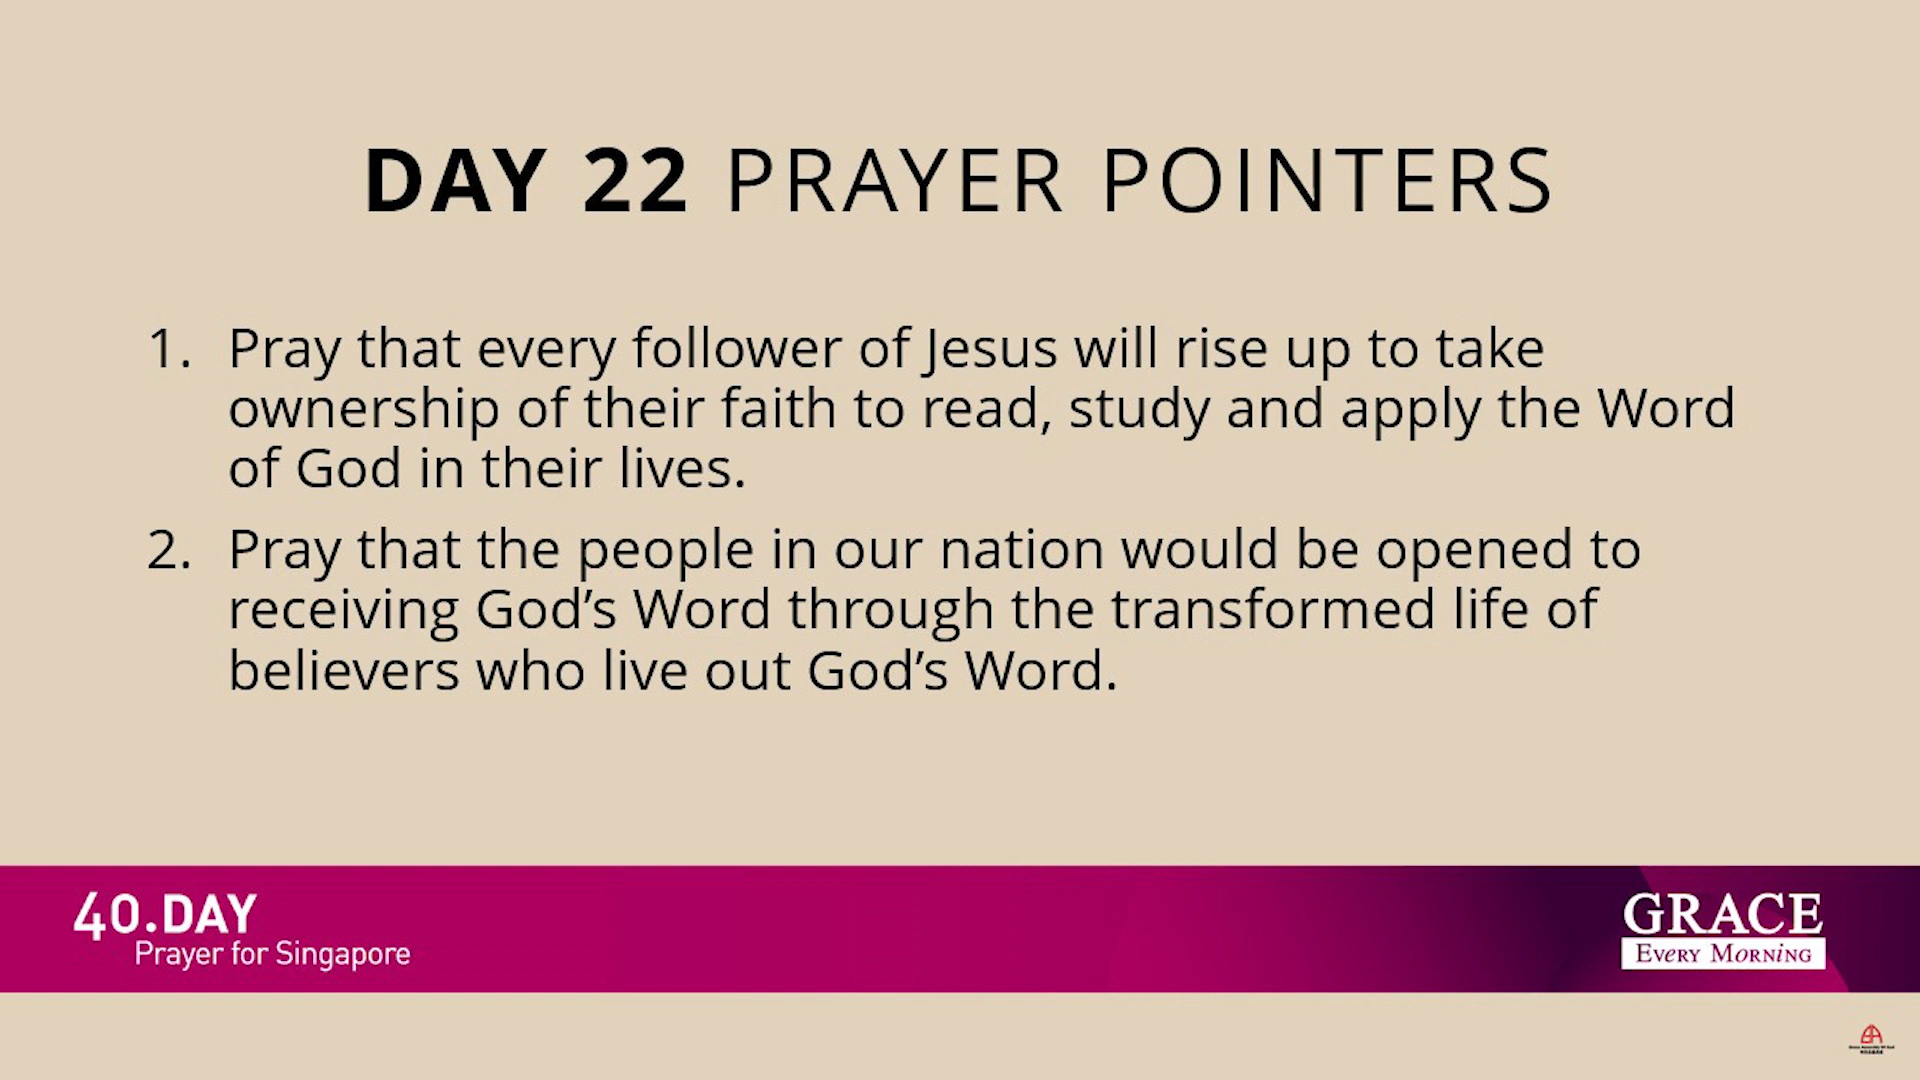 DAY 22 PRAYER POINTERS
1. Pray that every follower of Jesus will rise up to take
ownership of their faith to read, study and apply the Word
of God in their lives.
2. Pray that the people in our nation would be opened to
receiving God’s Word through the transformed life of
believers who live out God’s Word.
40.DAY
Prayer for Singapore
GRACE
EVERY MORNING